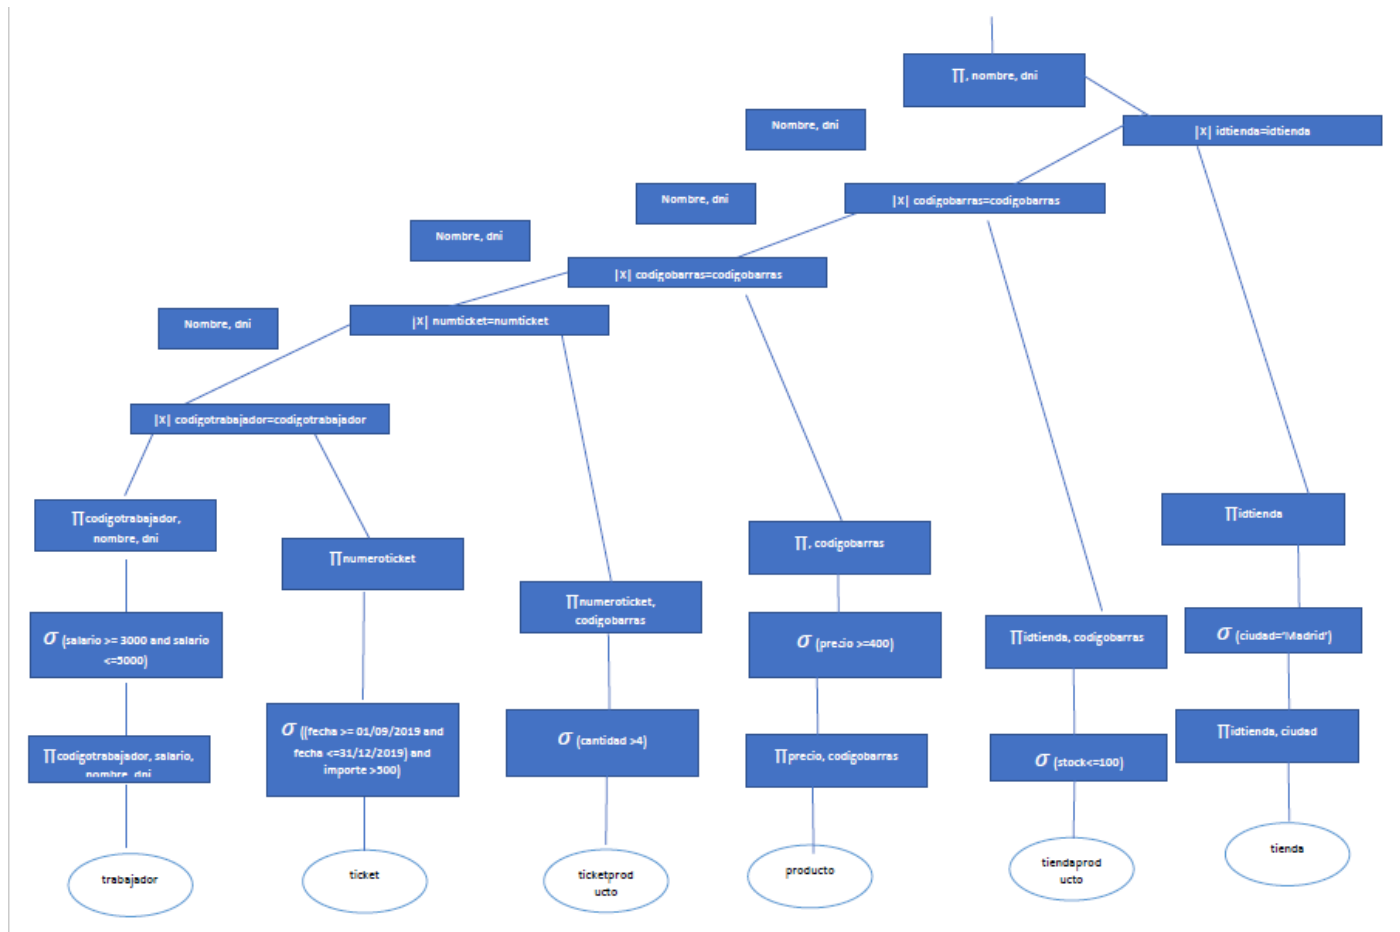 ∏, nombre, dni
Nombre, dni
|X| idtienda=idtienda
Nombre, dni
|X| codigobarras=codigobarras
Nombre, dni
|X| codigobarras=codigobarras
Nombre, dni
|X| numticket=numticket
|X| codigotrabajador=codigotrabajador
∏codigotrabajador,
nombre, dni
∏numeroticket
∏numeroticket,
codigobarras
∏, codigobarras
∏idtienda, codigobarras
∏idtienda
σ (salario >= 3000 and salario
<=5000)
σ ((fecha >= 01/09/2019 and
fecha <=31/12/2019) and
importe >500)
σ (cantidad >4)
σ (precio >=400)
σ (stock<=100)
σ (ciudad='Madrid')
∏codigotrabajador, salario,
nombre, dni
∏precio, codigobarras
∏idtienda, ciudad
trabajador
ticket
ticketprod
ucto
producto
tiendaprod
ucto
tienda